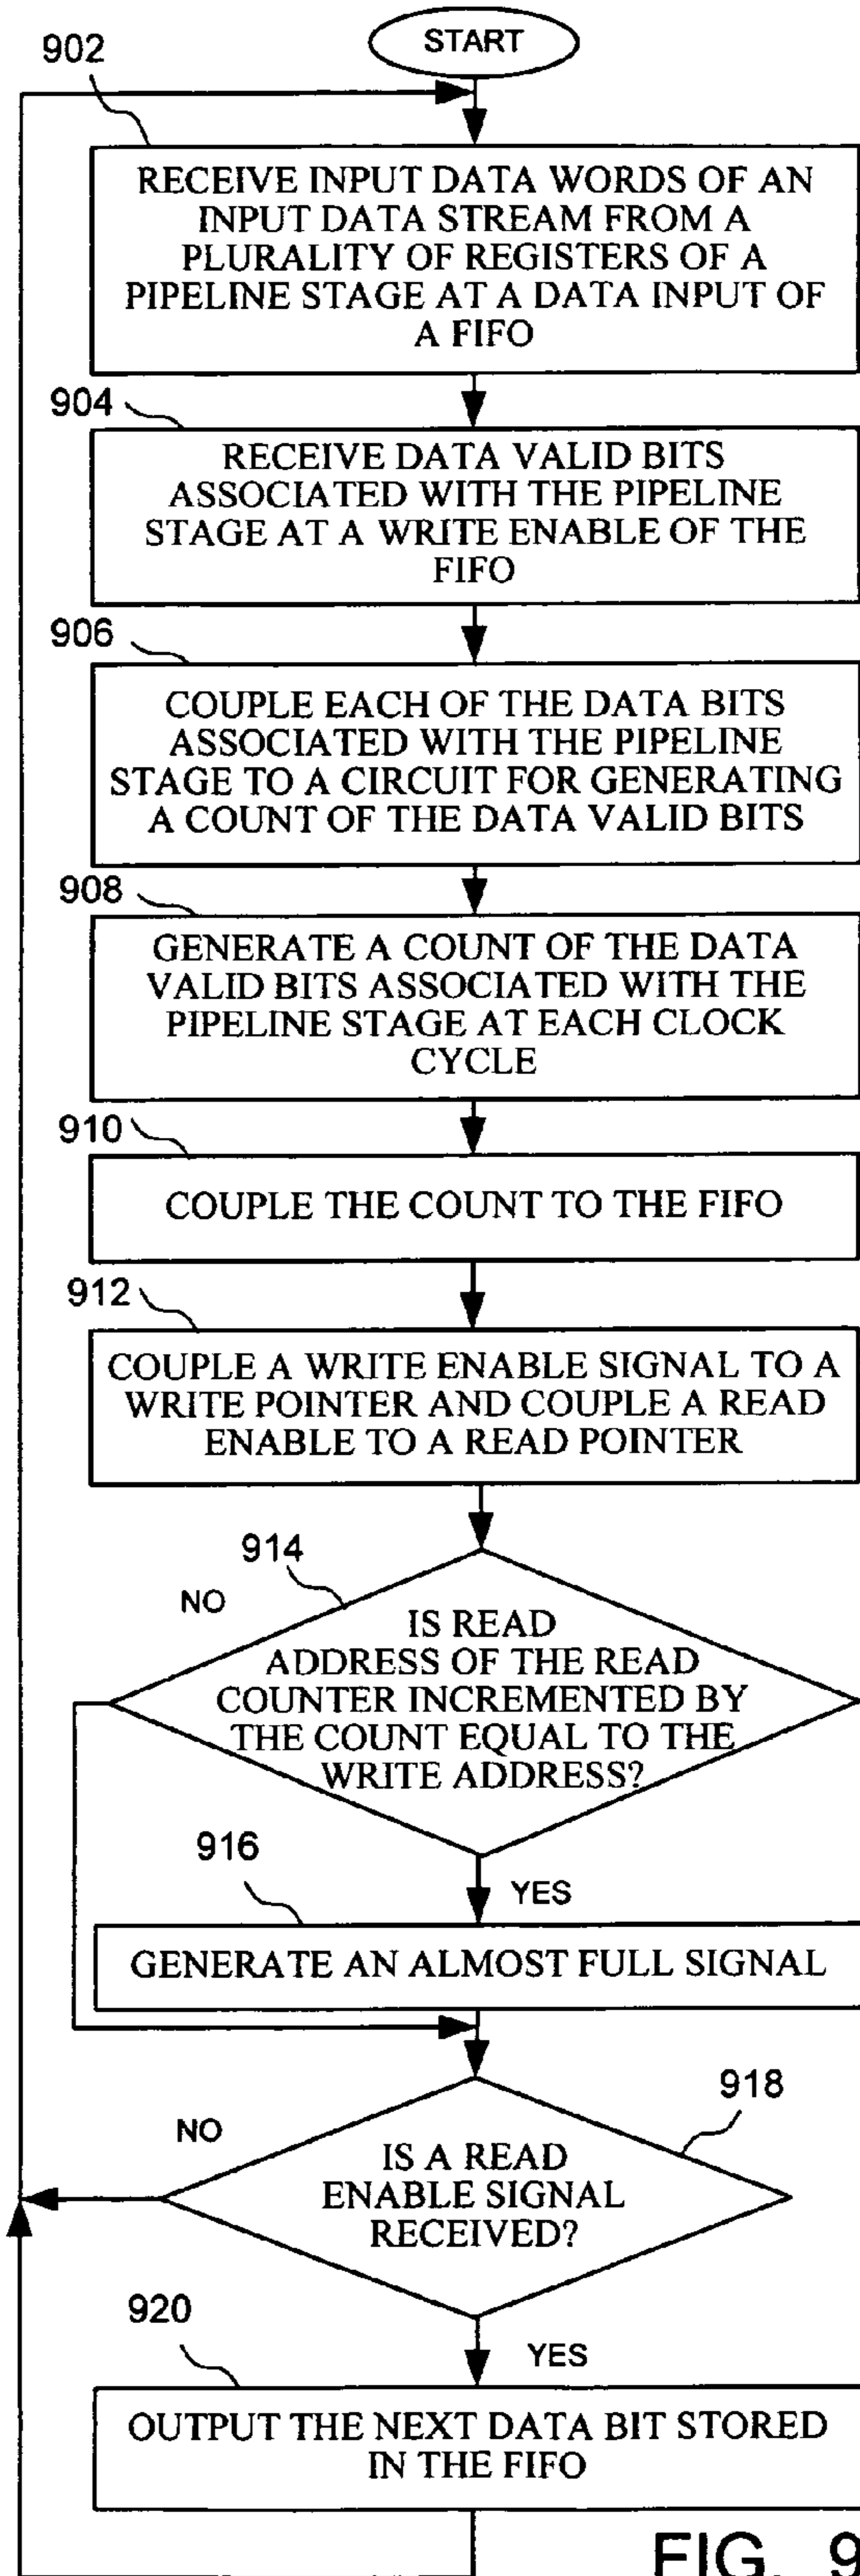 START
902
RECEIVE INPUT DATA WORDS OF AN
INPUT DATA STREAM FROM A
PLURALITY OF REGISTERS OF A
PIPELINE STAGE AT A DATA INPUT OF
A FIFO
904
RECEIVE DATA VALID BITS
ASSOCIATED WITH THE PIPELINE
STAGE AT A WRITE ENABLE OF THE
FIFO
906
COUPLE EACH OF THE DATA BITS
ASSOCIATED WITH THE PIPELINE
STAGE TO A CIRCUIT FOR GENERATING
A COUNT OF THE DATA VALID BITS
908
GENERATE A COUNT OF THE DATA
VALID BITS ASSOCIATED WITH THE
PIPELINE STAGE AT EACH CLOCK
CYCLE
910
COUPLE THE COUNT TO THE FIFO
912
COUPLE A WRITE ENABLE SIGNAL TO A
WRITE POINTER AND COUPLE A READ
ENABLE TO A READ POINTER
914
NO
IS READ
ADDRESS OF THE READ
COUNTER INCREMENTED BY
THE COUNT EQUAL TO THE
WRITE ADDRESS?
916
YES
GENERATE AN ALMOST FULL SIGNAL
918
NO
IS A READ
ENABLE SIGNAL
RECEIVED?
920
YES
OUTPUT THE NEXT DATA BIT STORED
IN THE FIFO
FIG. 9